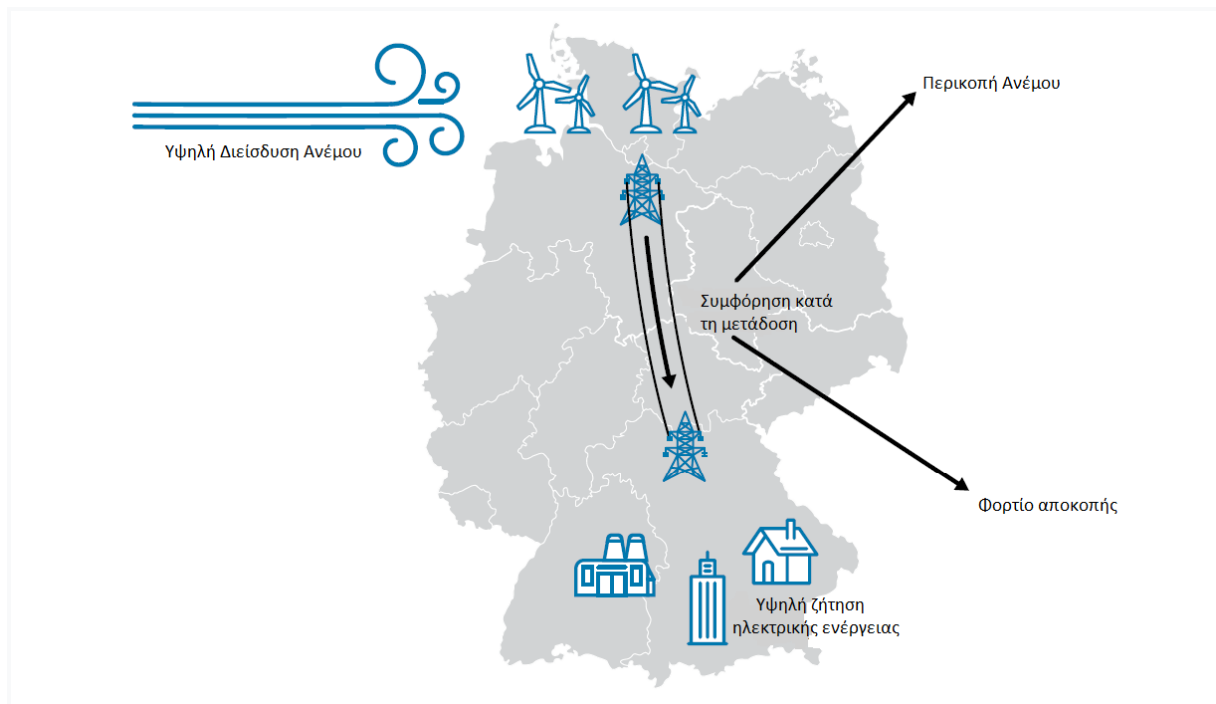 Περικοπή Ανέμου
Υψηλή Διείσδυση Ανέμου
Συμφόρηση κατά
τη μετάδοση
Φορτίο αποκοπής
Υψηλή ζήτηση
ηλεκτρικής ενέργειας